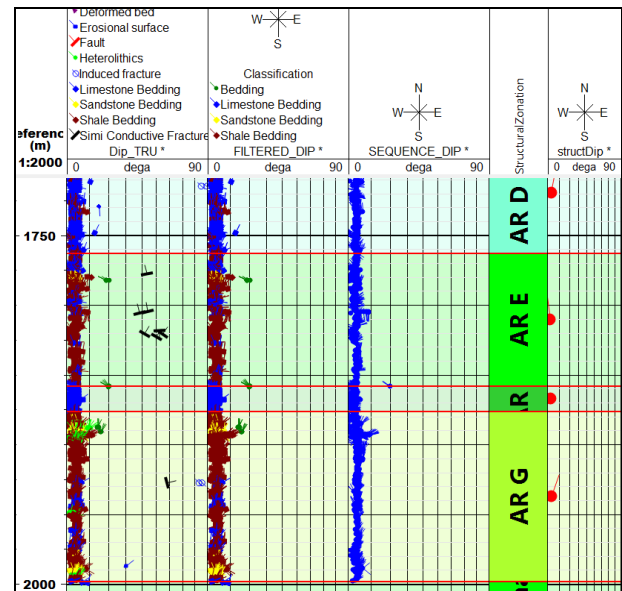 Deformed bed
Erosional surface
Fault
Heterolithics
Induced fracture
Limestone Bedding
Sandstone Bedding
Shale Bedding
Simi Conductive Fracture
Dip_TRU *
0 dega 90
W E
S
Classification
Bedding
Limestone Bedding
Sandstone Bedding
Shale Bedding
FILTERED_DIP *
0 dega 90
N
W E
S
SEQUENCE_DIP *
0 dega 90
StructuralZonation
N
W E
S
structDip *
0 dega 90
(m)
1:2000
1750
2000
AR D
AR E
AR
AR G